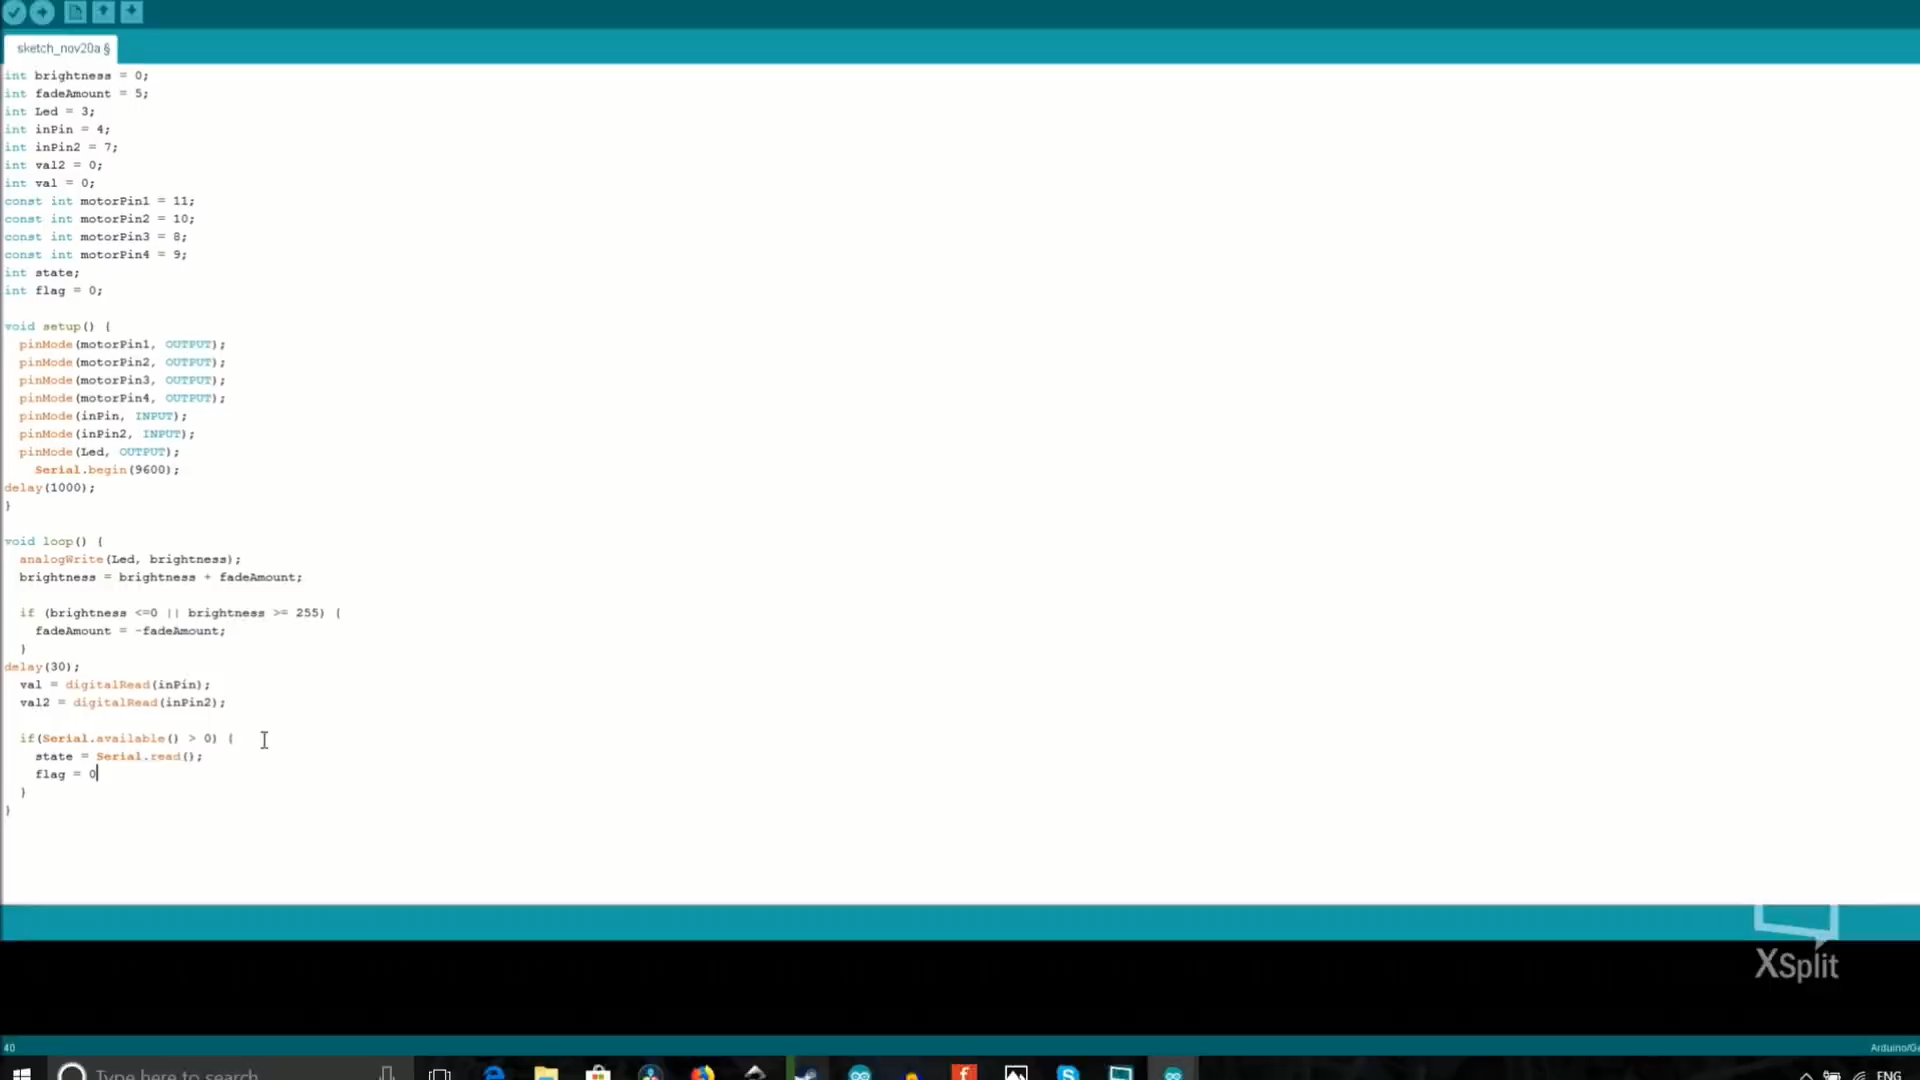 sketch_nov20a §
int brightness = 0;
int fadeAmount = 5;
int Led = 3;
int inPin = 4;
int inPin2 = 7;
int val2 = 0;
int val = 0;
const int motorPin1 = 11;
const int motorPin2 = 10;
const int motorPin3 = 8;
const int motorPin4 = 9;
int state;
int flag = 0;
void setup() {
pinMode(motorPin1, OUTPUT);
pinMode(motorPin2, OUTPUT);
pinMode(motorPin3, OUTPUT);
pinMode(motorPin4, OUTPUT);
pinMode(inPin, INPUT);
pinMode(inPin2, INPUT);
pinMode(Led, OUTPUT);
Serial.begin(9600);
delay(1000);
}
void loop() {
analogWrite(Led, brightness);
brightness = brightness + fadeAmount;
if (brightness <=0 || brightness >= 255) {
fadeAmount = -fadeAmount;
}
delay(30);
val = digitalRead(inPin);
val2 = digitalRead(inPin2);
if(Serial.available() > 0) {
state = Serial.read();
flag = 0
}
}
XSplit
40
Arduino/Ge
Type here to search
ENG